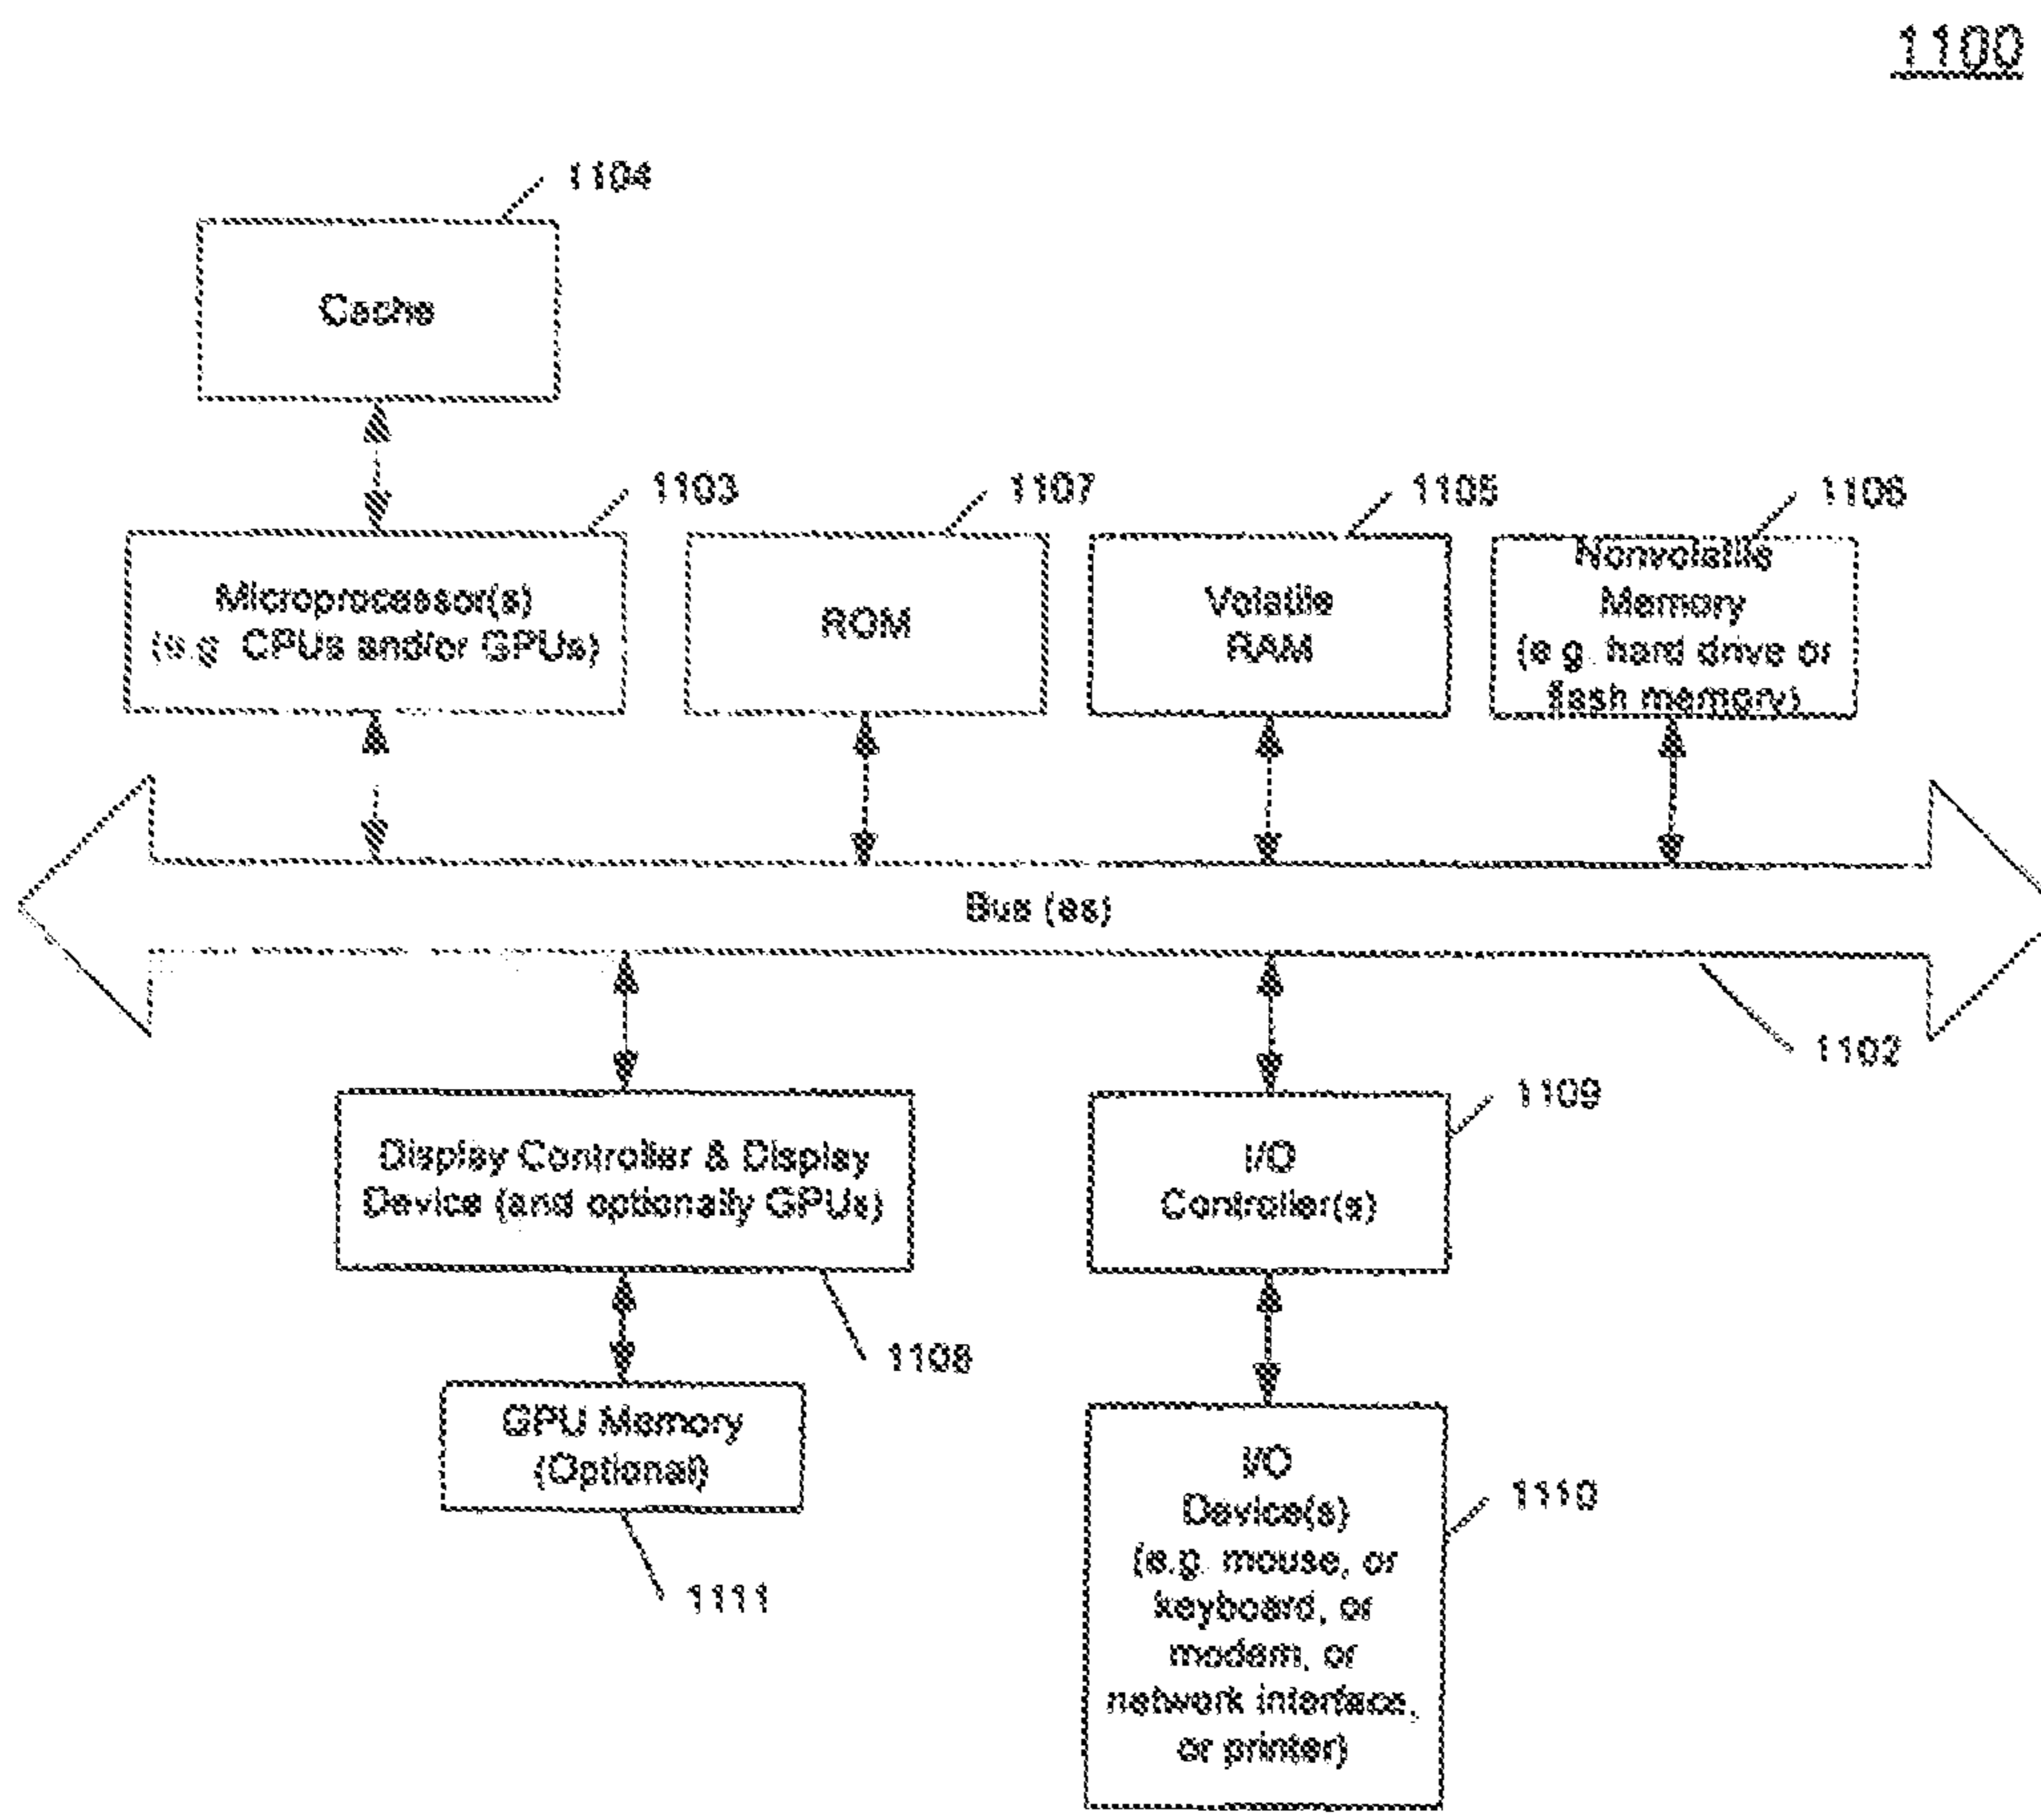 1100
1104
Cache
1103
1107
1105
1106
Microprocessor(s)
(e.g. CPUs and/or GPUs)
ROM
Volatile
RAM
Nonvolatile
Memory
(e.g. hard drive or
flash memory)
Bus (es)
1102
1109
Display Controller & Display
Device (and optionally GPUs)
I/O
Controller(s)
1108
GPU Memory
(Optional)
1111
I/O
Device(s)
(e.g. mouse, or
keyboard, or
modem, or
network interface,
or printer)
1110